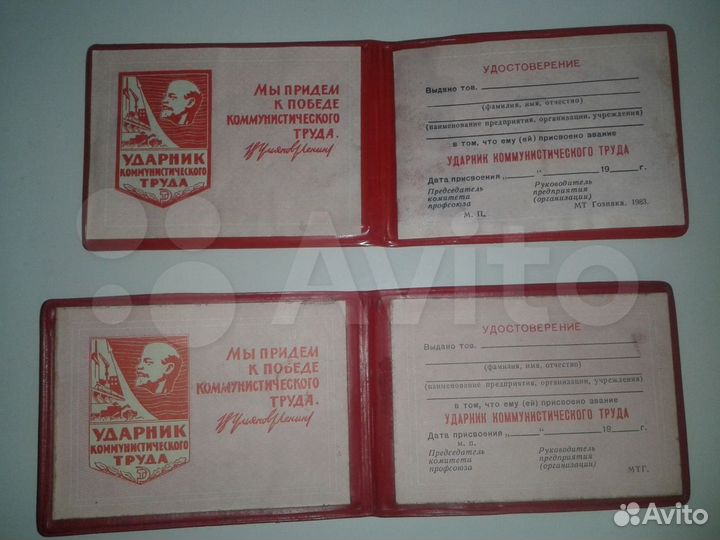 УДАРНИК
КОММУНИСТИЧЕСКОГО
ТРУДА
МЫ ПРИДЕМ
К ПОБЕДЕ
КОММУНИСТИЧЕСКОГО
ТРУДА.
В Ульянов (Ленин)
УДОСТОВЕРЕНИЕ
Выдано тов.
(фамилия, имя, отчество)
(наименование предприятия, организации, учреждения)
в том, что ему (ей) присвоено звание
УДАРНИК КОММУНИСТИЧЕСКОГО ТРУДА
Дата присвоения „ “ 19 г.
Председатель комитета профсоюза
Руководитель предприятия (организации)
М. П.
МТ Гознака. 1983.
УДАРНИК
КОММУНИСТИЧЕСКОГО
ТРУДА
МЫ ПРИДЕМ
К ПОБЕДЕ
КОММУНИСТИЧЕСКОГО
ТРУДА.
В Ульянов (Ленин)
УДОСТОВЕРЕНИЕ
Выдано тов.
(фамилия, имя, отчество)
(наименование предприятия, организации, учреждения)
в том, что ему (ей) присвоено звание
УДАРНИК КОММУНИСТИЧЕСКОГО ТРУДА
Дата присвоения „ “ 19 г.
м. п.
Председатель комитета профсоюза
Руководитель предприятия (организации)
МТГ.
Avito
Avito